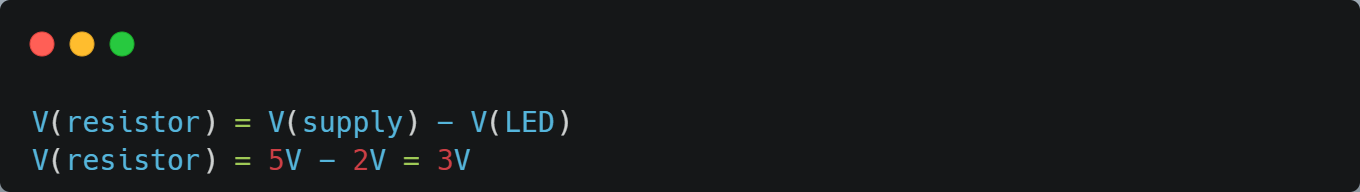 V(resistor) = V(supply) − V(LED)
V(resistor) = 5V − 2V = 3V